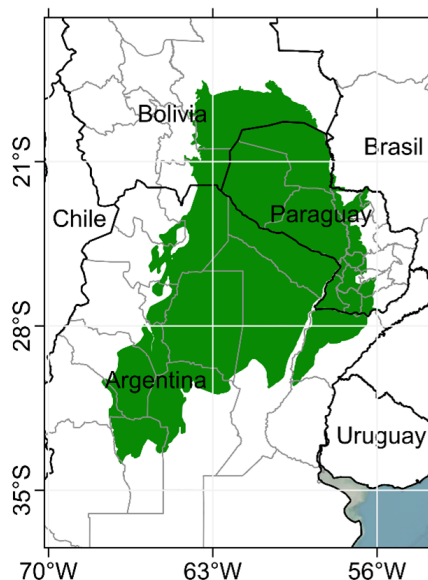 Bolivia
21°S
Brasil
Chile
Paraguay
28°S
Argentina
Uruguay
35°S
70°W
63°W
56°W